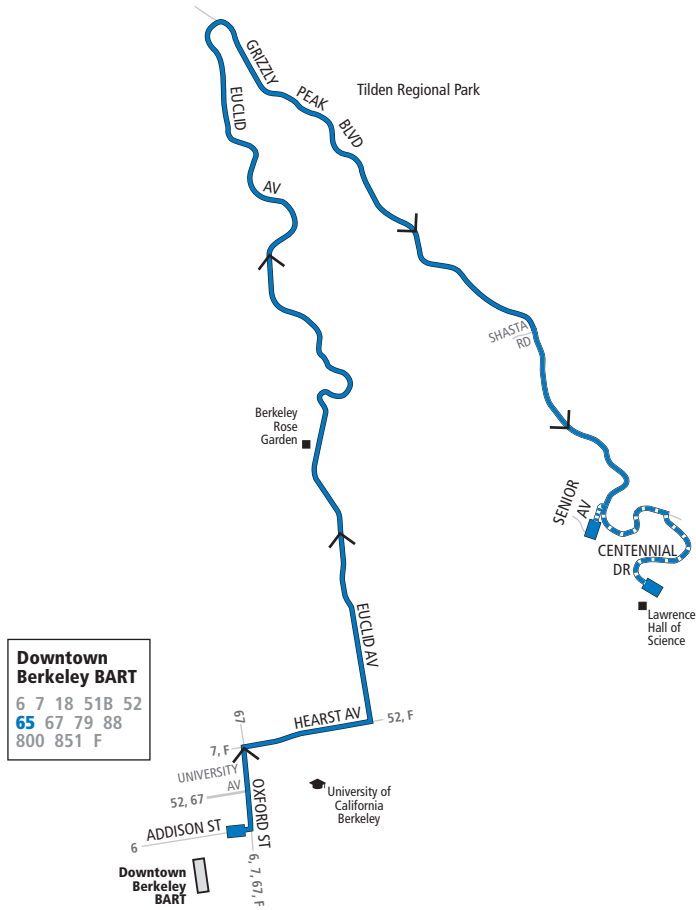 GRIZZLY
PEAK
BLVD
Tilden Regional Park
EUCLID
AV
SHASTA
RD
Berkeley
Rose
Garden
SENIOR
AV
CENTENNIAL
DR
Lawrence
Hall of
Science
EUCLID AV
Downtown
Berkeley BART
6 7 18 51B 52
65 67 79 88
800 851 F
67
HEARST AV
52, F
7, F
UNIVERSITY
AV
52, 67
OXFORD ST
University of
California
Berkeley
ADDISON ST
6
6, 7, 67, F
Downtown
Berkeley
BART